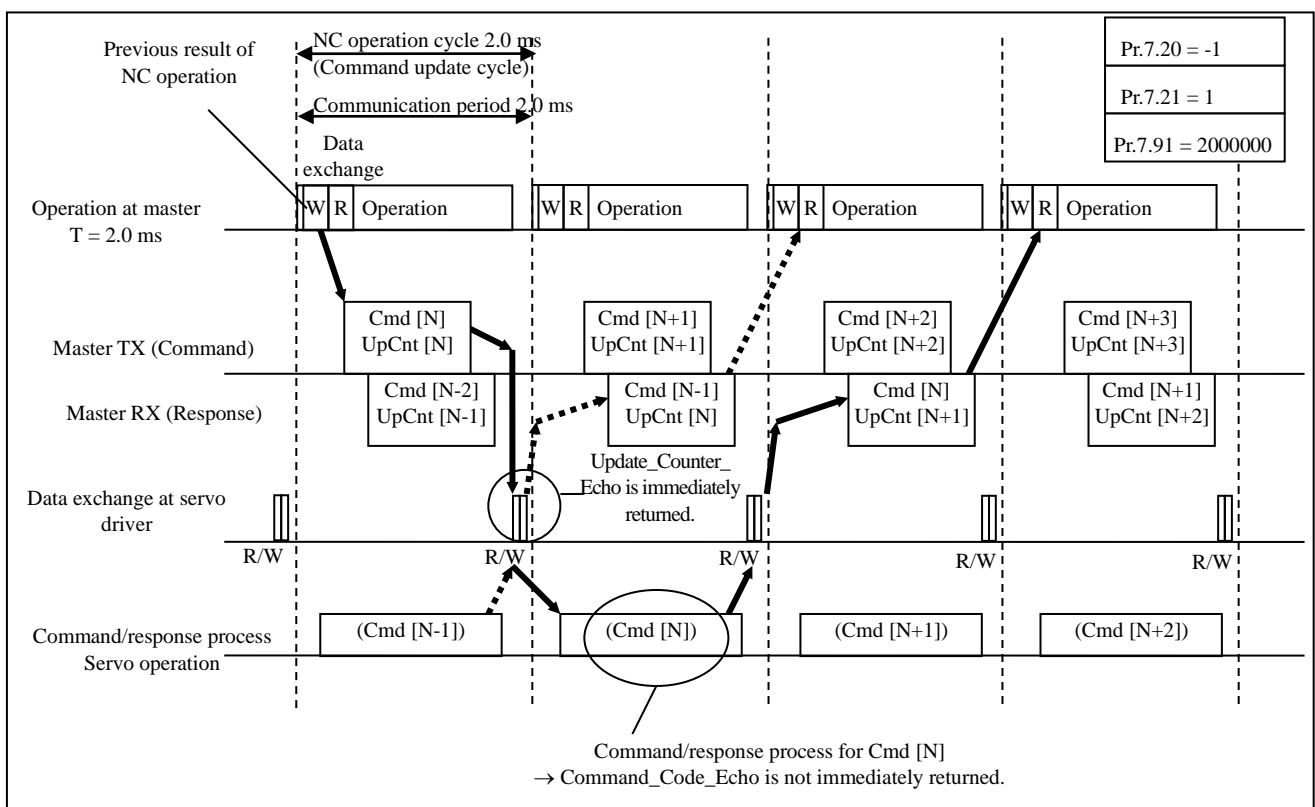 Previous result of
NC operation
NC operation cycle 2.0 ms
(Command update cycle)
Communication period 2.0 ms
Pr.7.20 = -1
Pr.7.21 = 1
Pr.7.91 = 2000000
Data
exchange
Operation at master
T = 2.0 ms
W R Operation
W R Operation
W R Operation
W R Operation
Master TX (Command)
Cmd [N]
UpCnt [N]
Cmd [N+1]
UpCnt [N+1]
Cmd [N+2]
UpCnt [N+2]
Cmd [N+3]
UpCnt [N+3]
Master RX (Response)
Cmd [N-2]
UpCnt [N-1]
Cmd [N-1]
UpCnt [N]
Cmd [N]
UpCnt [N+1]
Cmd [N+1]
UpCnt [N+2]
Update_Counter_
Echo is immediately
returned.
Data exchange at servo
driver
R/W
R/W
R/W
R/W
R/W
Command/response process
Servo operation
(Cmd [N-1])
(Cmd [N])
(Cmd [N+1])
(Cmd [N+2])
Command/response process for Cmd [N]
→ Command_Code_Echo is not immediately returned.